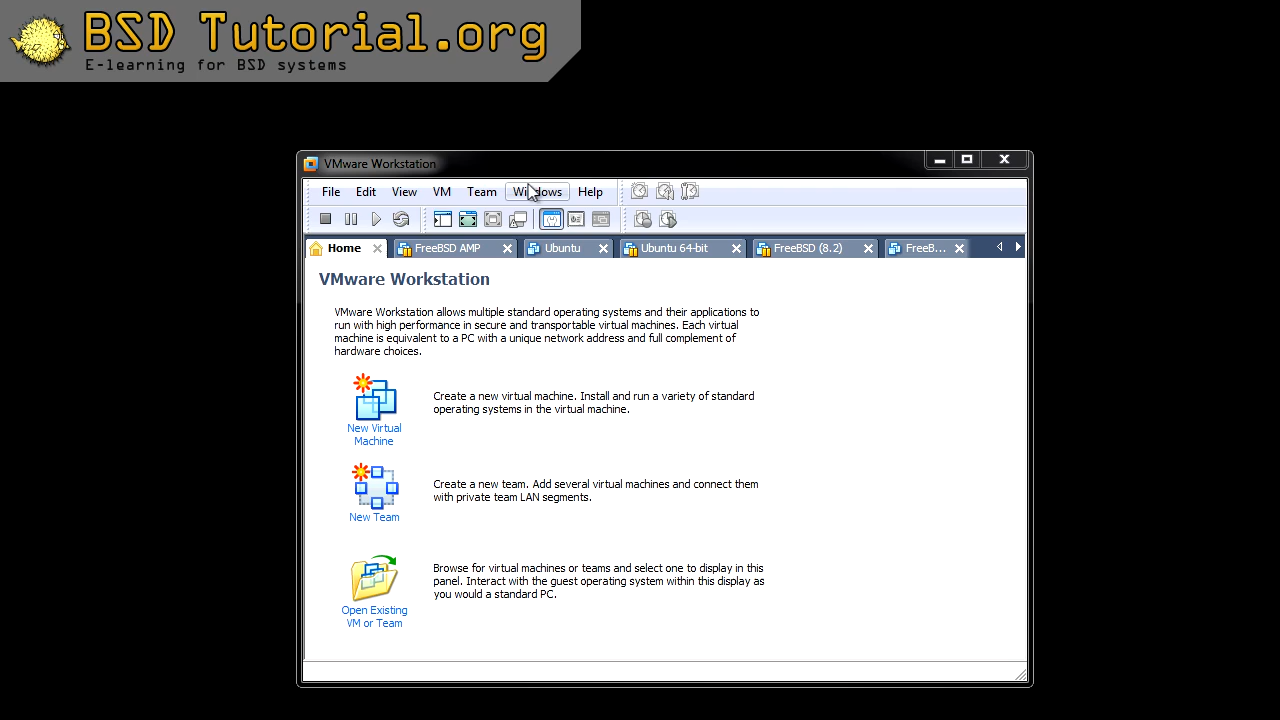 BSD Tutorial.org
E-learning for BSD systems
VMware Workstation
File Edit View VM Team Windows Help
Home FreeBSD AMP Ubuntu Ubuntu 64-bit FreeBSD (8.2) FreeB...
VMware Workstation
VMware Workstation allows multiple standard operating systems and their applications to
run with high performance in secure and transportable virtual machines. Each virtual
machine is equivalent to a PC with a unique network address and full complement of
hardware choices.
New Virtual
Machine
Create a new virtual machine. Install and run a variety of standard
operating systems in the virtual machine.
New Team
Create a new team. Add several virtual machines and connect them
with private team LAN segments.
Open Existing
VM or Team
Browse for virtual machines or teams and select one to display in this
panel. Interact with the guest operating system within this display as
you would a standard PC.